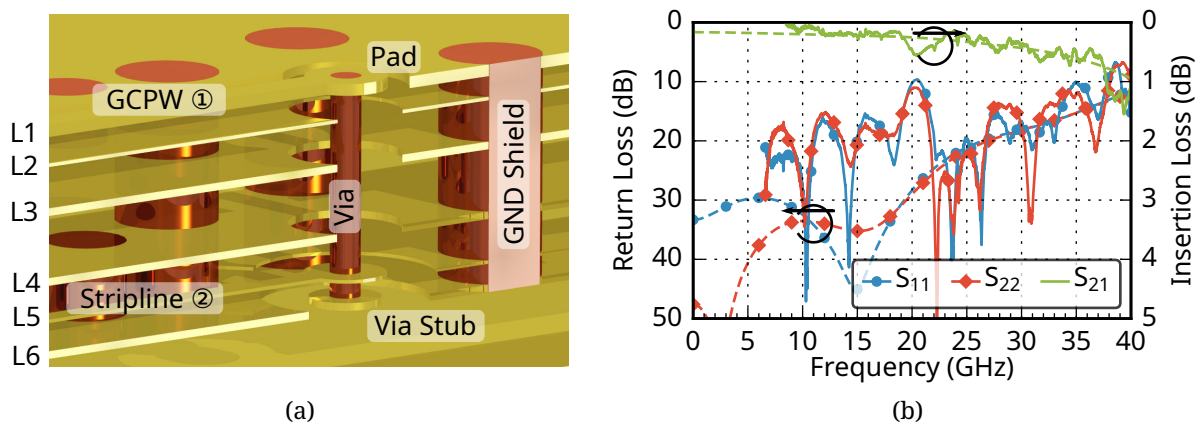 Pad
GCPW ①
L1
L2
L3
L4
L5
L6
Via
GND Shield
Stripline ②
Via Stub
(a)
Return Loss (dB)
0
10
20
30
40
50
0
1
2
3
4
5
Insertion Loss (dB)
S11 S22 S21
0 5 10 15 20 25 30 35 40
Frequency (GHz)
(b)